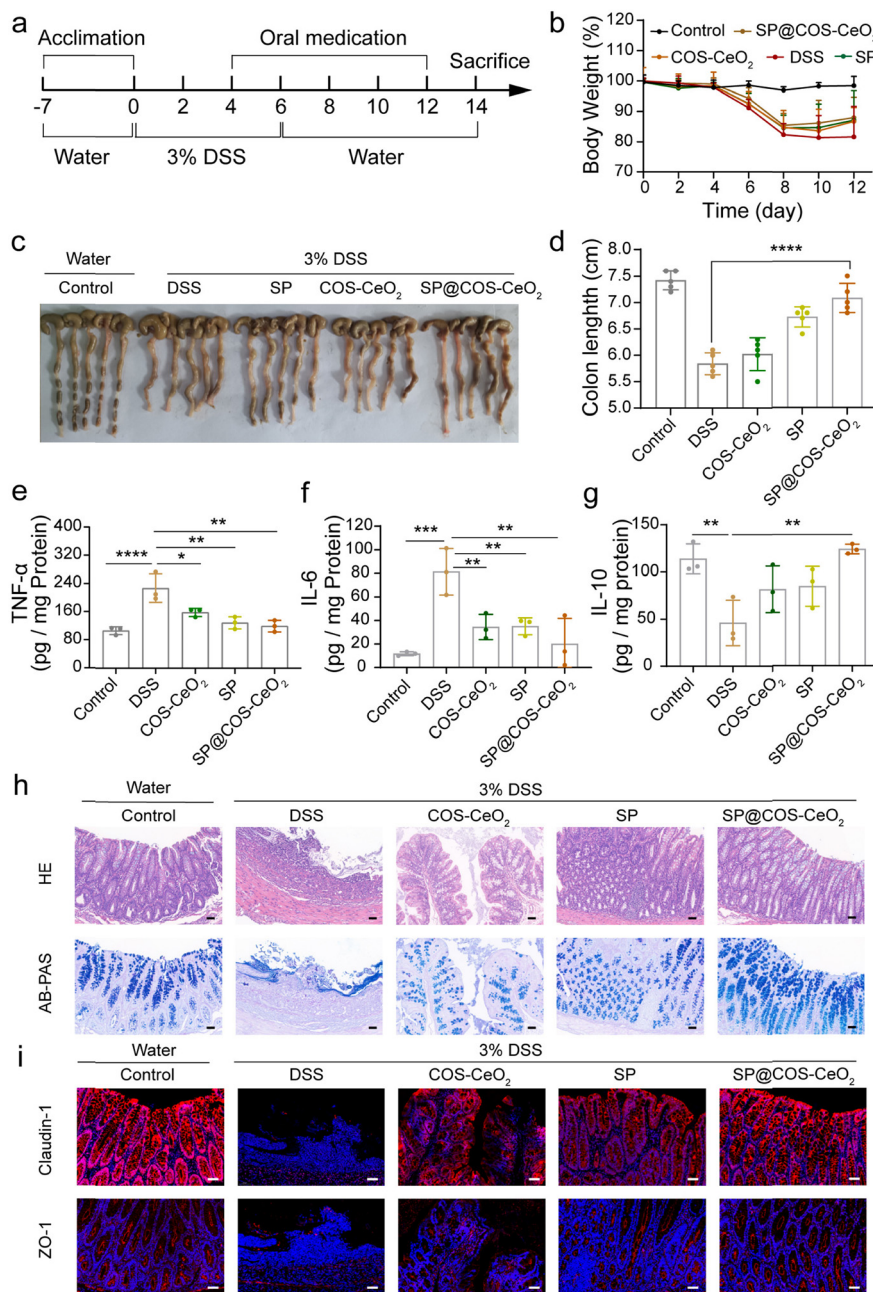 a
Acclimation
Oral medication
Sacrifice
-7 0 2 4 6 8 10 12 14
Water 3% DSS Water
b
Control SP@COS-CeO₂
COS-CeO₂ DSS SP
Body Weight (%)
120
110
100
90
80
70
0 2 4 6 8 10 12
Time (day)
c
Water 3% DSS
Control DSS SP COS-CeO₂ SP@COS-CeO₂
d
****
Colon lenghth (cm)
8.0
7.5
7.0
6.5
6.0
5.5
5.0
Control DSS COS-CeO₂ SP SP@COS-CeO₂
e
TNF-α
(pg / mg Protein)
400
320
240
160
80
0
**
**
**** *
Control DSS COS-CeO₂ SP SP@COS-CeO₂
f
IL-6
(pg / mg Protein)
120
100
80
60
40
20
0
*** **
**
**
Control DSS COS-CeO₂ SP SP@COS-CeO₂
g
IL-10
(pg / mg protein)
150
100
50
0
** **
Control DSS COS-CeO₂ SP SP@COS-CeO₂
h
Water 3% DSS
Control DSS COS-CeO₂ SP SP@COS-CeO₂
HE
AB-PAS
i
Water 3% DSS
Control DSS COS-CeO₂ SP SP@COS-CeO₂
Claudin-1
ZO-1